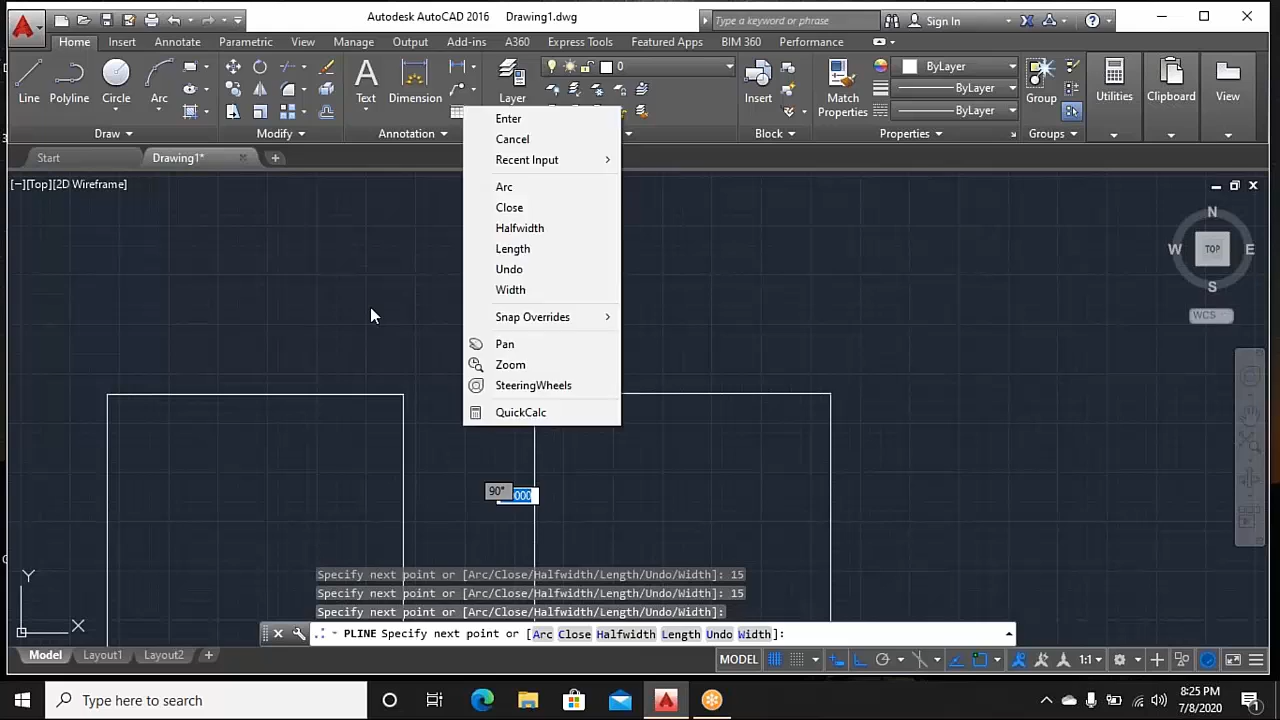 Autodesk AutoCAD 2016 Drawing1.dwg
Type a keyword or phrase
Sign In
Home Insert Annotate Parametric View Manage Output Add-ins A360 Express Tools Featured Apps BIM 360 Performance
0
ByLayer
ByLayer
ByLayer
Line Polyline Circle Arc
Text Dimension
Layer
Insert
Match
Properties
Group
Utilities
Clipboard
View
Draw Modify Annotation Block Properties Groups
Start Drawing1*
[−][Top][2D Wireframe]
Enter
Cancel
Recent Input
Arc
Close
Halfwidth
Length
Undo
Width
Snap Overrides
Pan
Zoom
SteeringWheels
QuickCalc
N
W TOP E
S
WCS
90°
000
Y
X
Specify next point or [Arc/Close/Halfwidth/Length/Undo/Width]: 15
Specify next point or [Arc/Close/Halfwidth/Length/Undo/Width]: 15
Specify next point or [Arc/Close/Halfwidth/Length/Undo/Width]:
PLINE Specify next point or [Arc Close Halfwidth Length Undo Width]:
Model Layout1 Layout2
MODEL
1:1
Type here to search
8:25 PM
7/8/2020
1